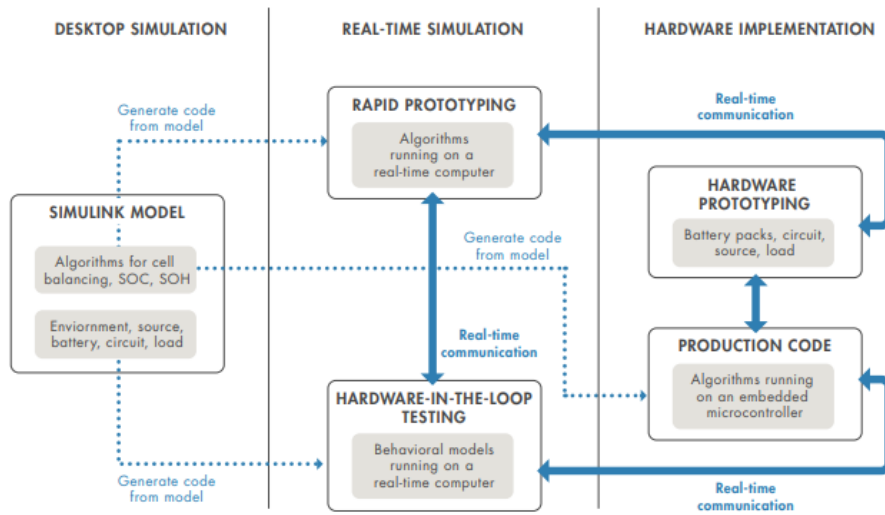 DESKTOP SIMULATION
REAL-TIME SIMULATION
HARDWARE IMPLEMENTATION
Generate code
from model
RAPID PROTOTYPING
Algorithms
running on a
real-time computer
Real-time
communication
SIMULINK MODEL
Algorithms for cell
balancing, SOC, SOH
Enviornment, source,
battery, circuit, load
Generate code
from model
HARDWARE
PROTOTYPING
Battery packs, circuit,
source, load
Real-time
communication
PRODUCTION CODE
Algorithms running
on an embedded
microcontroller
HARDWARE-IN-THE-LOOP
TESTING
Behavioral models
running on a
real-time computer
Generate code
from model
Real-time
communication